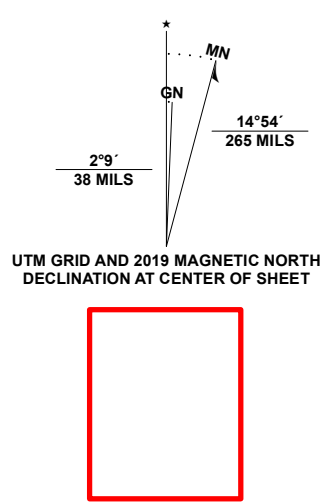 ★
MN
GN
14°54´
265 MILS
2°9´
38 MILS
UTM GRID AND 2019 MAGNETIC NORTH
DECLINATION AT CENTER OF SHEET